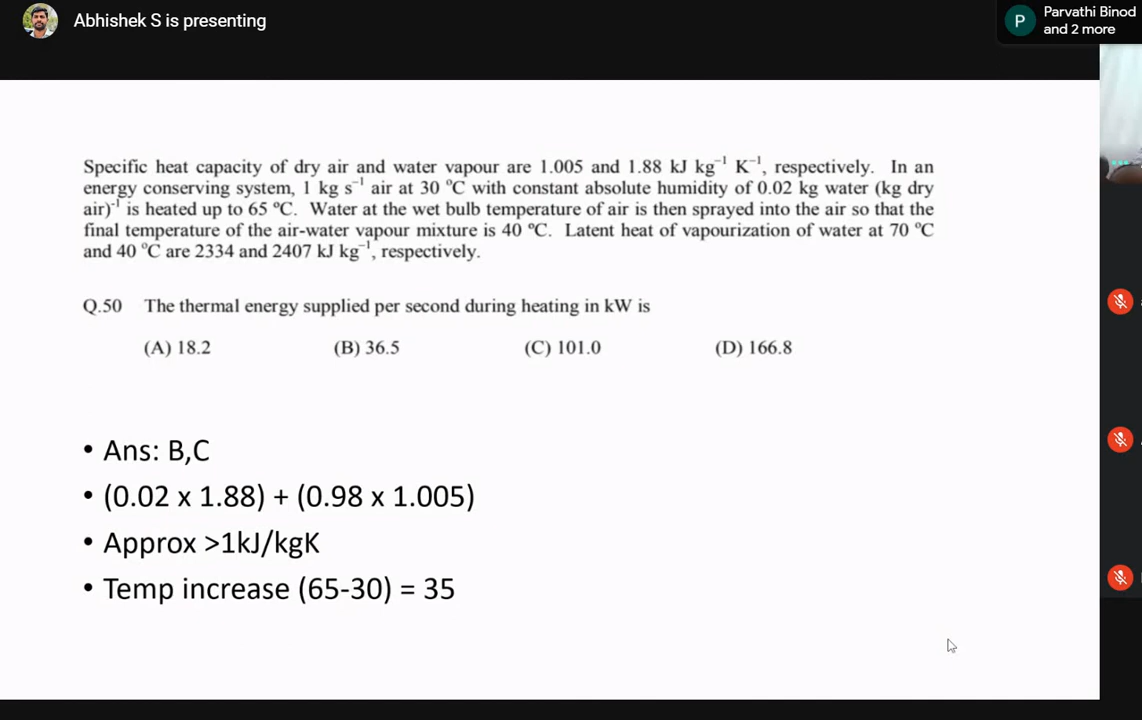 Abhishek S is presenting
P
Parvathi Binod
and 2 more
Specific heat capacity of dry air and water vapour are 1.005 and 1.88 kJ kg⁻¹ K⁻¹, respectively. In an
energy conserving system, 1 kg s⁻¹ air at 30 °C with constant absolute humidity of 0.02 kg water (kg dry
air)⁻¹ is heated up to 65 °C. Water at the wet bulb temperature of air is then sprayed into the air so that the
final temperature of the air-water vapour mixture is 40 °C. Latent heat of vapourization of water at 70 °C
and 40 °C are 2334 and 2407 kJ kg⁻¹, respectively.
Q.50 The thermal energy supplied per second during heating in kW is
(A) 18.2 (B) 36.5 (C) 101.0 (D) 166.8
• Ans: B,C
• (0.02 x 1.88) + (0.98 x 1.005)
• Approx >1kJ/kgK
• Temp increase (65-30) = 35